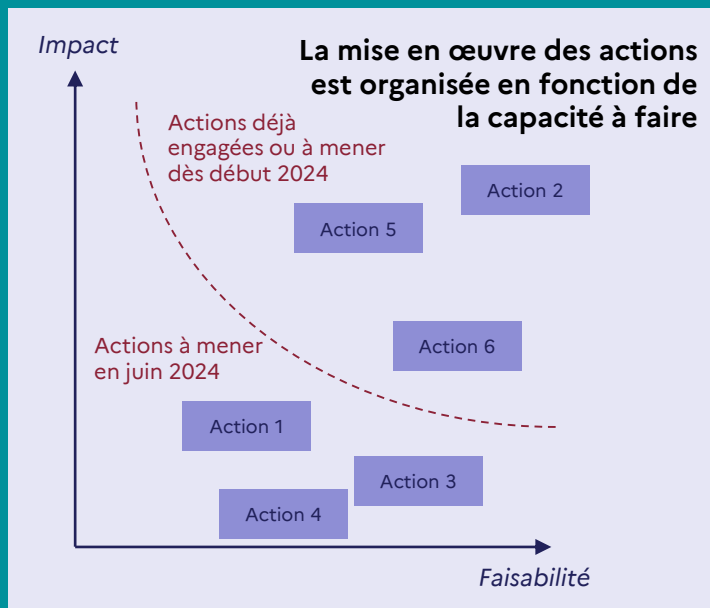 Impact
La mise en œuvre des actions
est organisée en fonction de
la capacité à faire
Actions déjà
engagées ou à mener
dès début 2024
Action 2
Action 5
Action 6
Actions à mener
en juin 2024
Action 1
Action 3
Action 4
Faisabilité